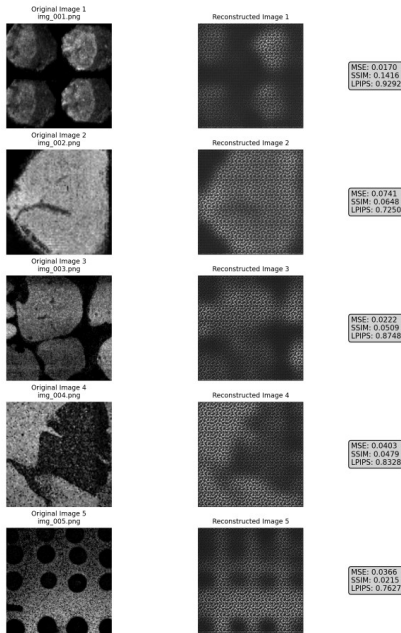 Original Image 1
img_001.png
Reconstructed Image 1
MSE: 0.0170
SSIM: 0.1416
LPIPS: 0.9292
Original Image 2
img_002.png
Reconstructed Image 2
MSE: 0.0741
SSIM: 0.0648
LPIPS: 0.7250
Original Image 3
img_003.png
Reconstructed Image 3
MSE: 0.0222
SSIM: 0.0509
LPIPS: 0.8748
Original Image 4
img_004.png
Reconstructed Image 4
MSE: 0.0403
SSIM: 0.0479
LPIPS: 0.8328
Original Image 5
img_005.png
Reconstructed Image 5
MSE: 0.0366
SSIM: 0.0215
LPIPS: 0.7627